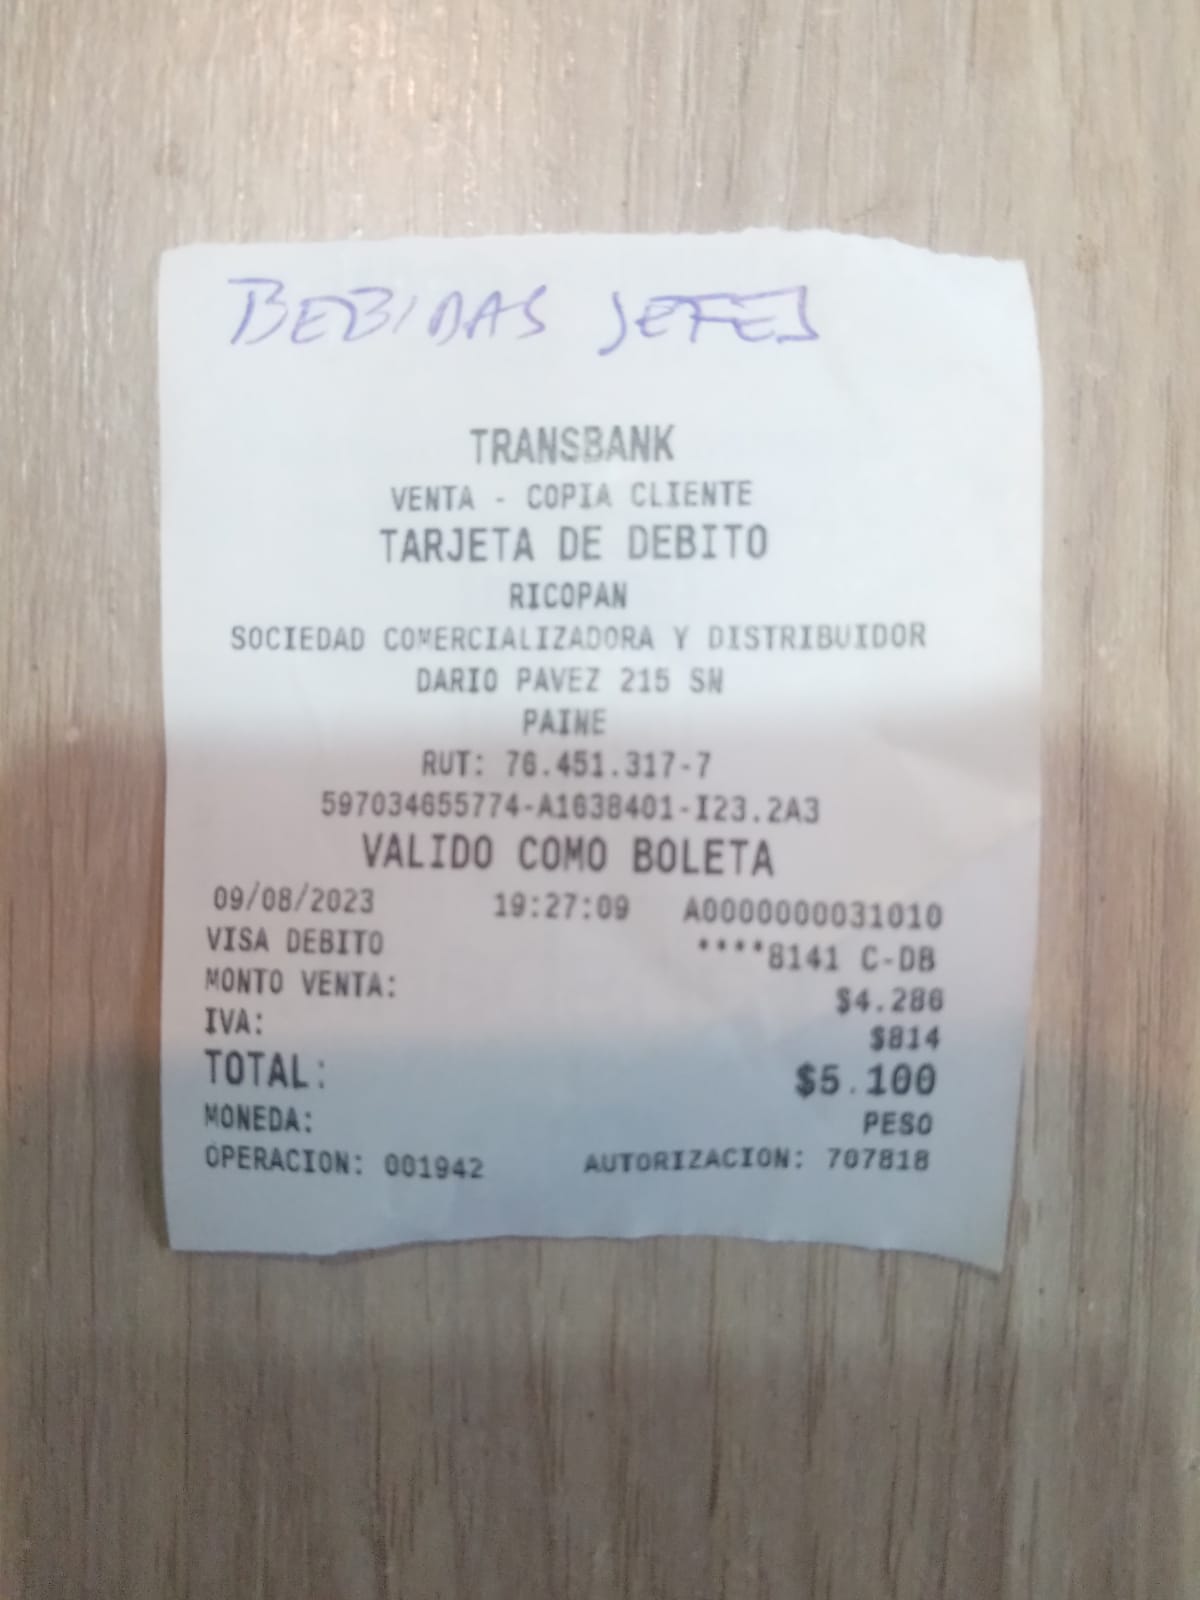 BEBIDAS JEFES
TRANSBANK
VENTA - COPIA CLIENTE
TARJETA DE DEBITO
RICOPAN
SOCIEDAD COMERCIALIZADORA Y DISTRIBUIDOR
DARIO PAVEZ 215 SN
PAINE
RUT: 76.451.317-7
597034655774-A1638401-I23.2A3
VALIDO COMO BOLETA
09/08/2023 19:27:09 A0000000031010
VISA DEBITO ****8141 C-DB
MONTO VENTA: $4.286
IVA: $814
TOTAL: $5.100
MONEDA: PESO
OPERACION: 001942 AUTORIZACION: 707818